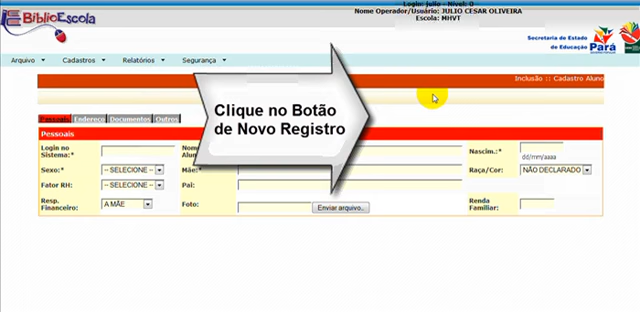 Login: julio - Nivel: 0 -
Nome Operador/Usuário: JULIO CESAR OLIVEIRA
Escola: MHVT
BiblioEscola
Secretaria de Estado
de Educação Pará
Arquivo Cadastros Relatórios Segurança
Inclusão :: Cadastro Aluno
Clique no Botão
de Novo Registro
Pessoais Endereço Documentos Outros
Pessoais
Login no
Sistema:*
Nom
Alun
Nascim.:*
dd/mm/aaaa
Sexo:* -- SELECIONE -- Mãe:* Raça/Cor: NÃO DECLARADO
Fator RH: -- SELECIONE -- Pai:
Resp.
Financeiro: A MÃE Foto: Enviar arquivo..
Renda
Familiar: